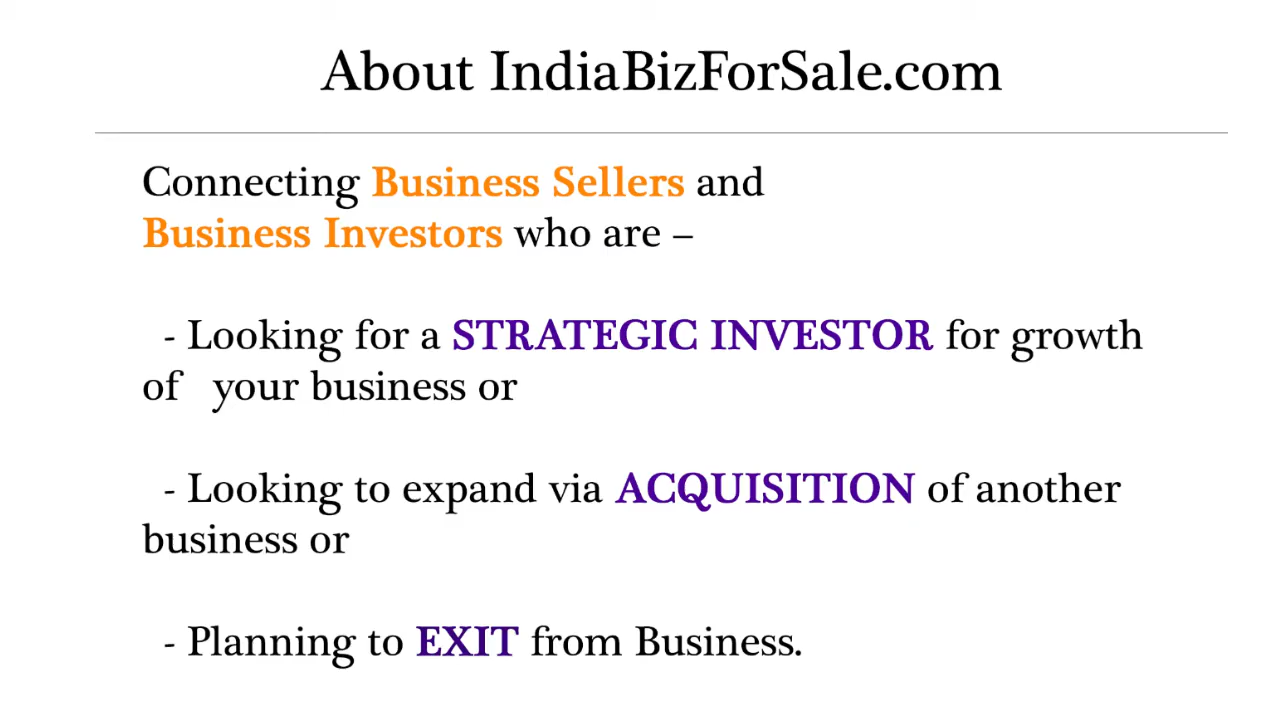 About IndiaBizForSale.com
Connecting Business Sellers and
Business Investors who are –
- Looking for a STRATEGIC INVESTOR for growth
of your business or
- Looking to expand via ACQUISITION of another
business or
- Planning to EXIT from Business.